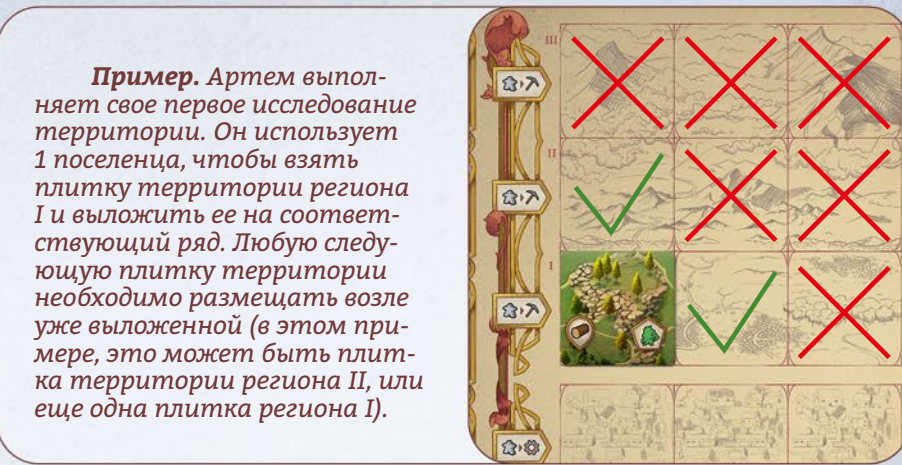 Пример. Артем выпол-
няет свое первое исследование
территории. Он использует
1 поселенца, чтобы взять
плитку территории региона
I и выложить ее на соответ-
ствующий ряд. Любую следу-
ющую плитку территории
необходимо размещать возле
уже выложенной (в этом при-
мере, это может быть плит-
ка территории региона II, или
еще одна плитка региона I).
III
II
I